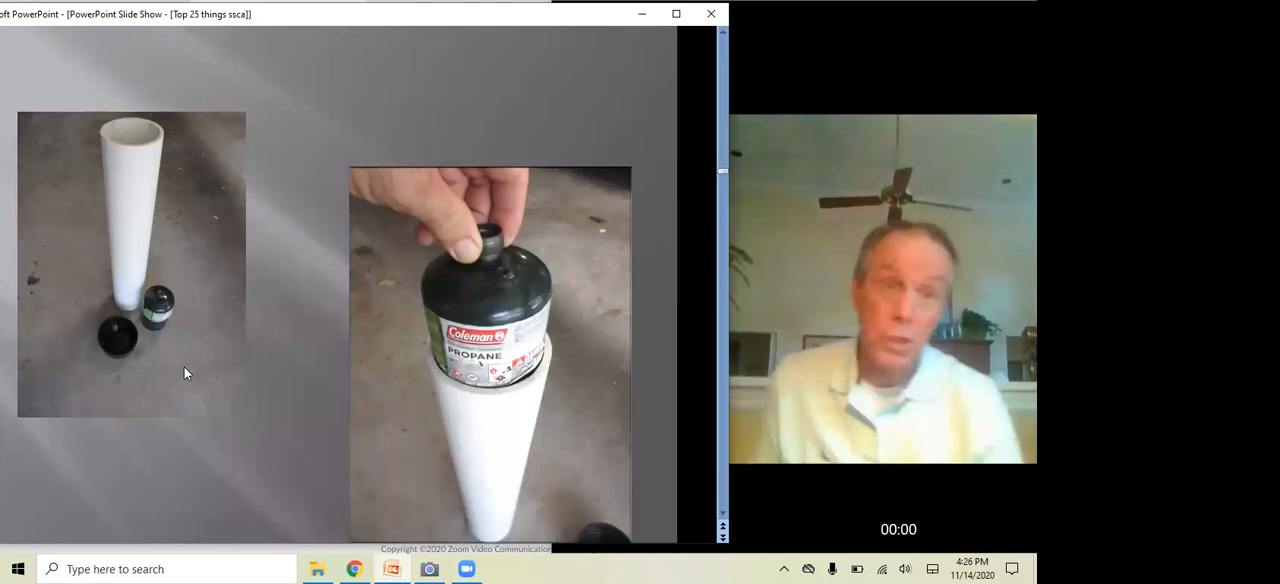 oft PowerPoint - [PowerPoint Slide Show - [Top 25 things ssca]]
Coleman
PROPANE
00:00
Copyright ©2020 Zoom Video Communication
Type here to search
4:26 PM
11/14/2020